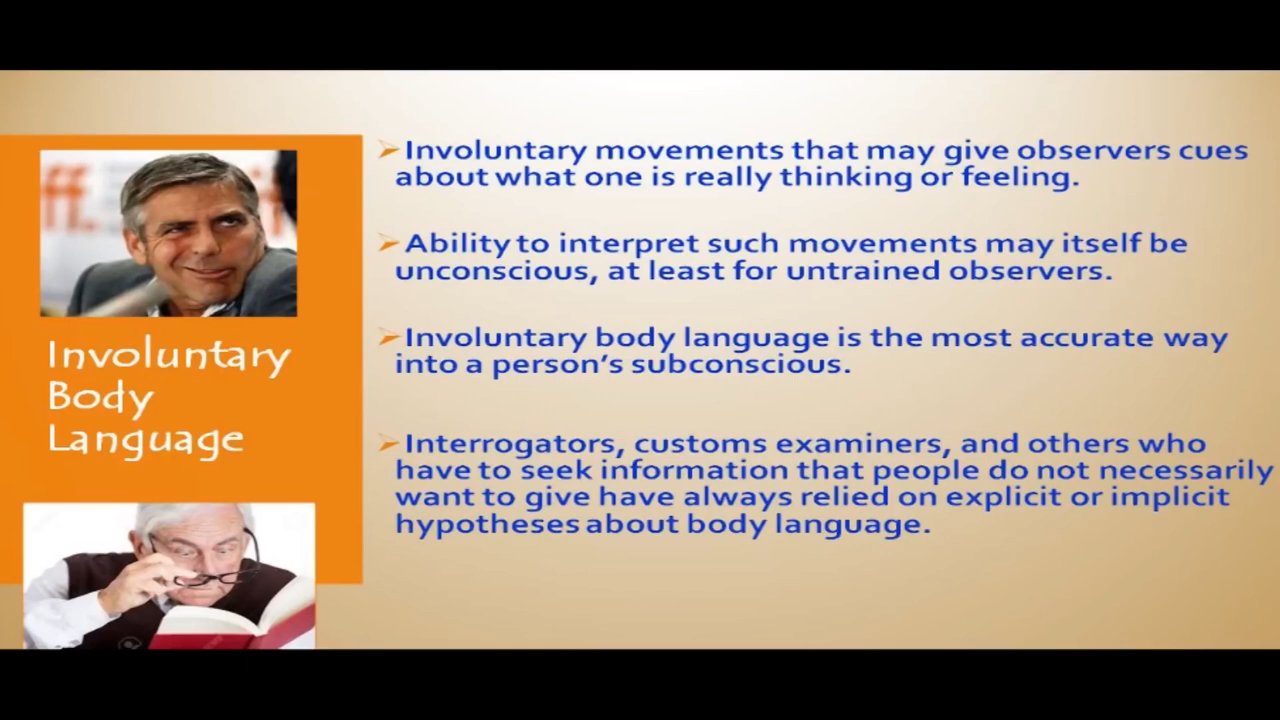 Involuntary
Body
Language
➢Involuntary movements that may give observers cues
about what one is really thinking or feeling.
➢Ability to interpret such movements may itself be
unconscious, at least for untrained observers.
➢Involuntary body language is the most accurate way
into a person’s subconscious.
➢Interrogators, customs examiners, and others who
have to seek information that people do not necessarily
want to give have always relied on explicit or implicit
hypotheses about body language.